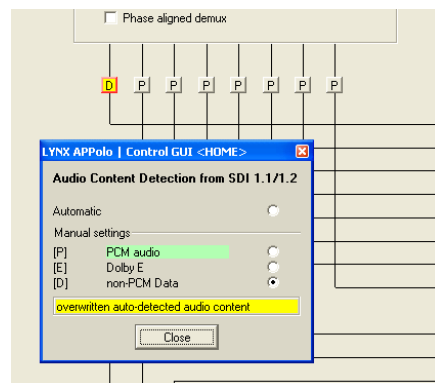 Phase aligned demux
D P P P P P P P
LYNX APPolo | Control GUI <HOME>
Audio Content Detection from SDI 1.1/1.2
Automatic
Manual settings
[P] PCM audio
[E] Dolby E
[D] non-PCM Data
overwritten auto-detected audio content
Close